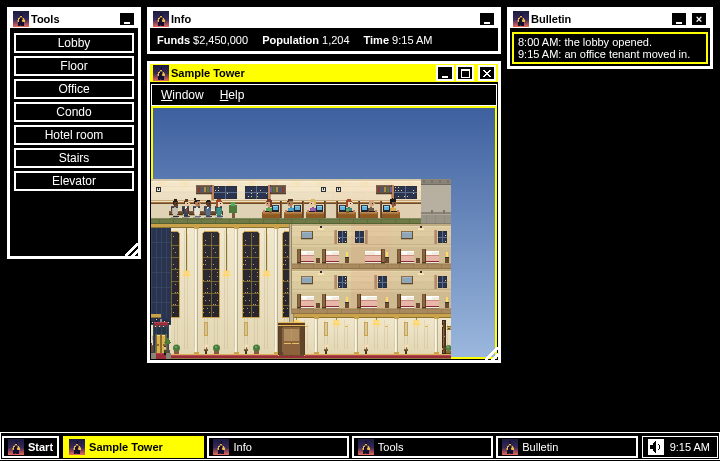 Tools
Lobby
Floor
Office
Condo
Hotel room
Stairs
Elevator
Info
Funds $2,450,000 Population 1,204 Time 9:15 AM
Sample Tower
Window Help
Bulletin
8:00 AM: the lobby opened.
9:15 AM: an office tenant moved in.
Start Sample Tower Info Tools Bulletin 9:15 AM